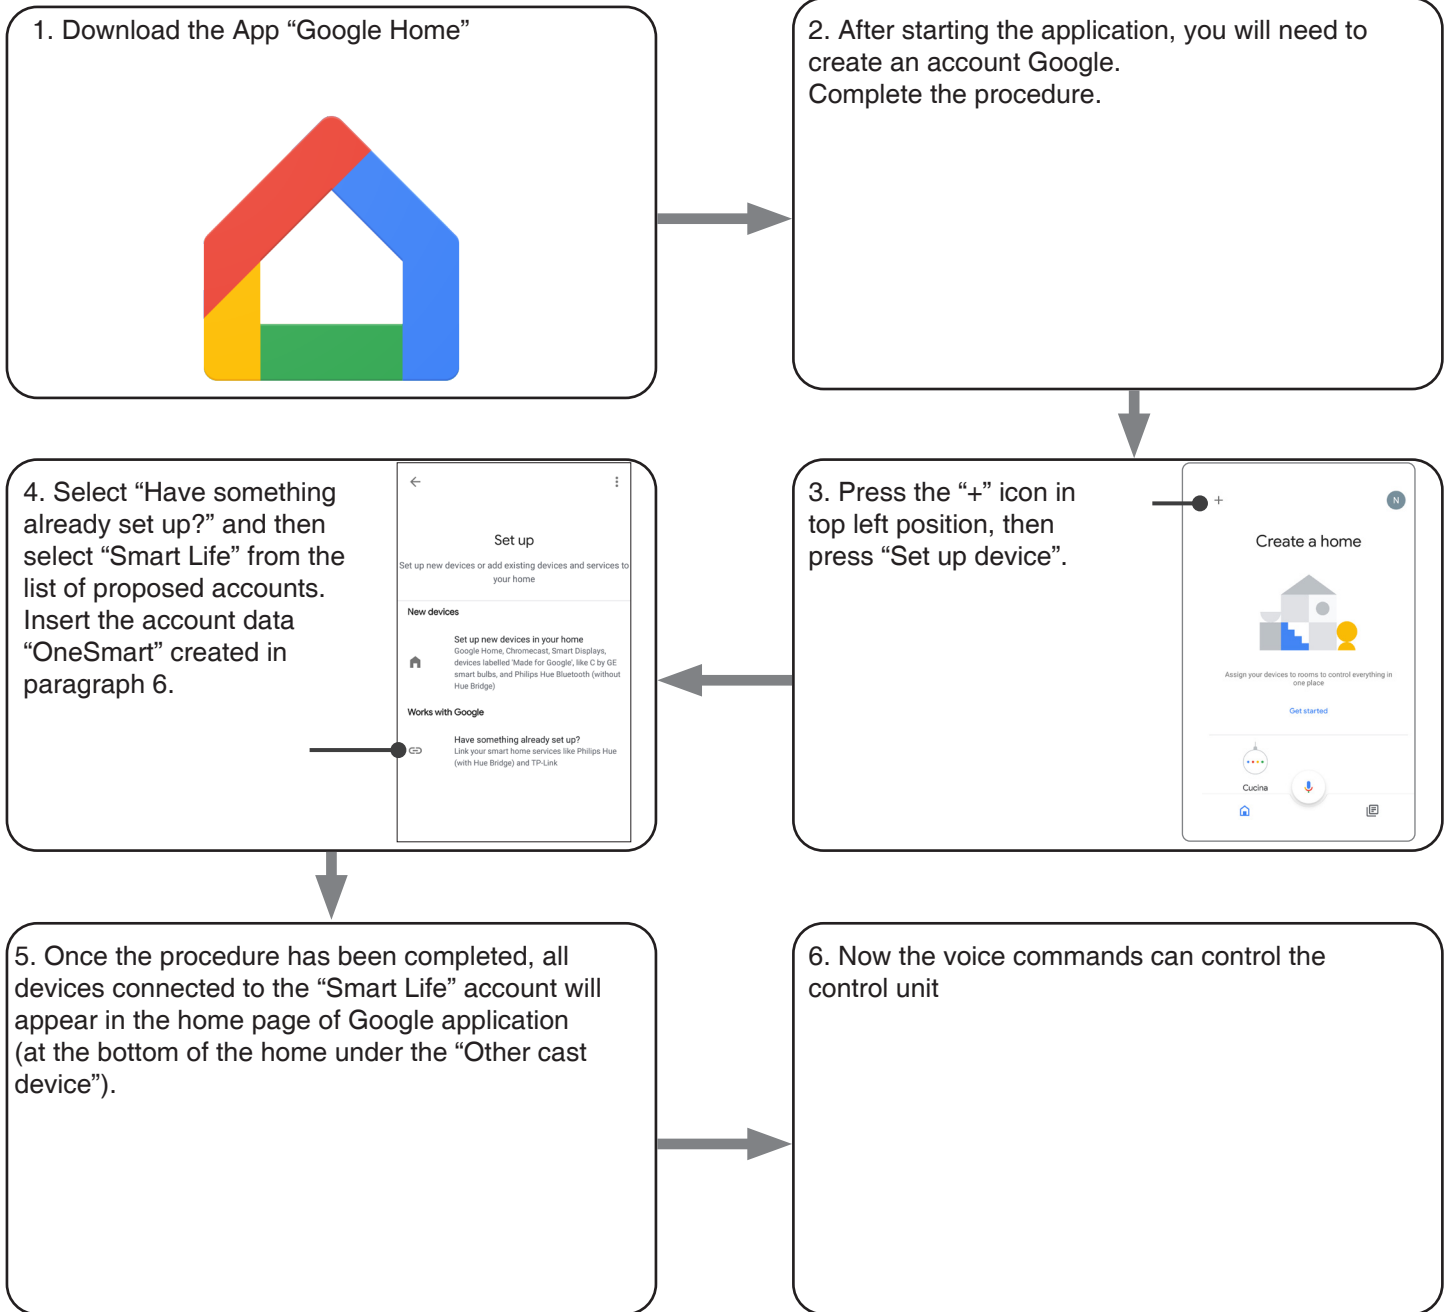 1. Download the App “Google Home”
2. After starting the application, you will need to
create an account Google.
Complete the procedure.
3. Press the “+” icon in
top left position, then
press “Set up device”.
+
N
Create a home
Assign your devices to rooms to control everything in
one place
Get started
Cucina
4. Select “Have something
already set up?” and then
select “Smart Life” from the
list of proposed accounts.
Insert the account data
“OneSmart” created in
paragraph 6.
Set up
Set up new devices or add existing devices and services to
your home
New devices
Set up new devices in your home
Google Home, Chromecast, Smart Displays,
devices labelled 'Made for Google', like C by GE
smart bulbs, and Philips Hue Bluetooth (without
Hue Bridge)
Works with Google
Have something already set up?
Link your smart home services like Philips Hue
(with Hue Bridge) and TP-Link
5. Once the procedure has been completed, all
devices connected to the “Smart Life” account will
appear in the home page of Google application
(at the bottom of the home under the “Other cast
device”).
6. Now the voice commands can control the
control unit